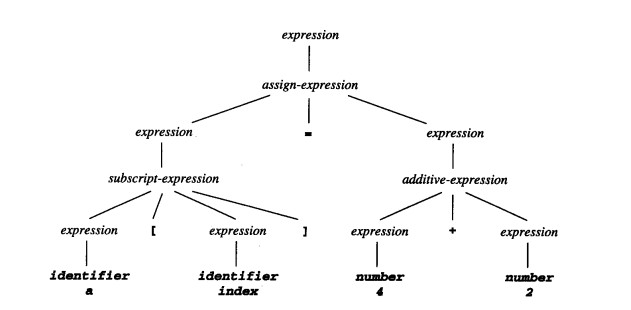 expression
assign-expression
expression = expression
subscript-expression additive-expression
expression [ expression ] expression + expression
identifier identifier number number
a index 4 2